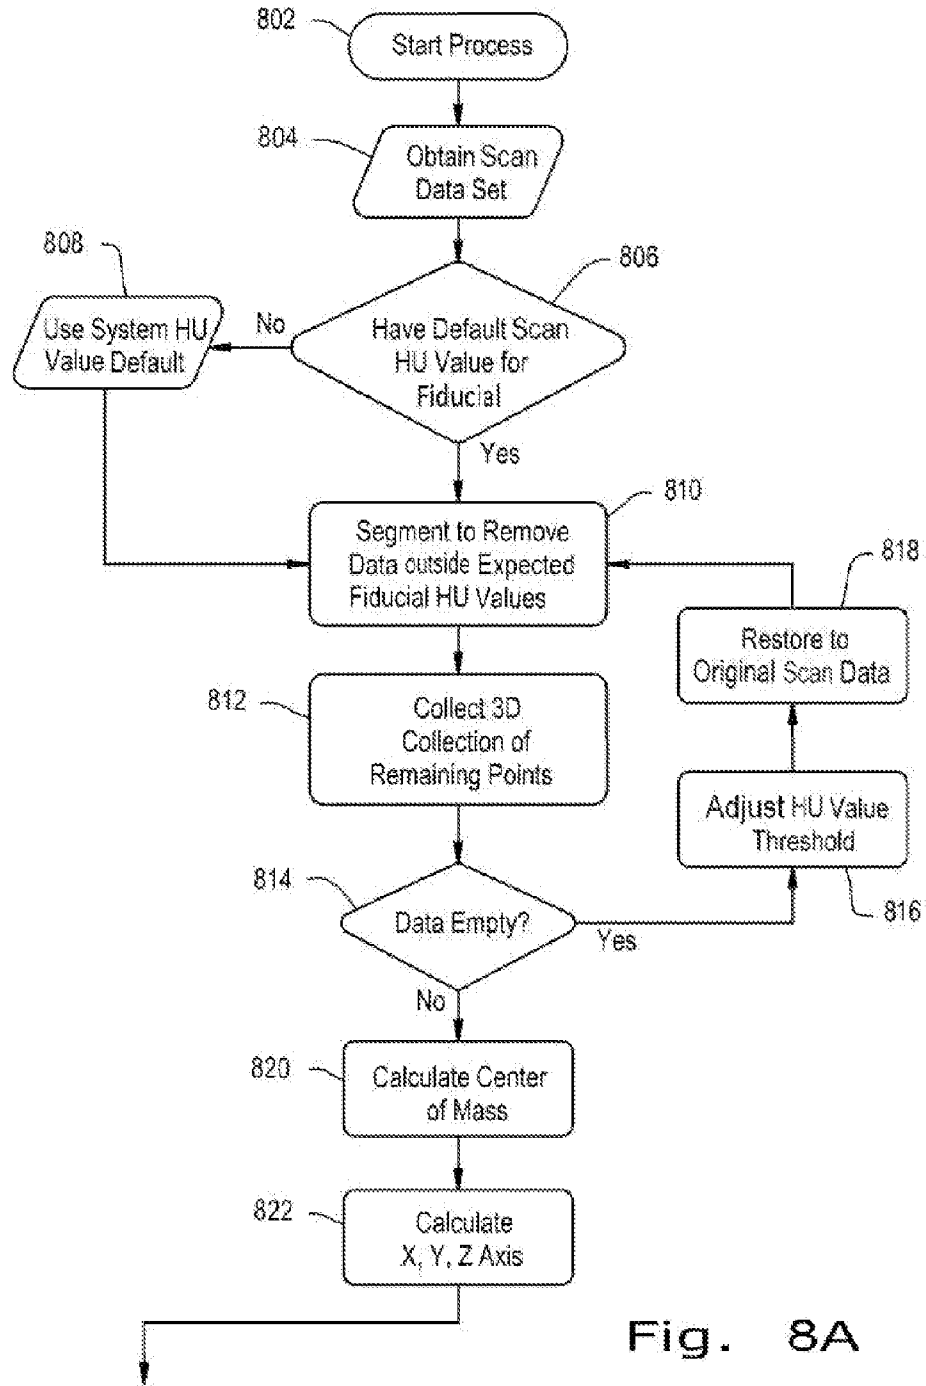 802
Start Process
804
Obtain Scan
Data Set
808
806
Use System HU
Value Default
No
Have Default Scan
HU Value for
Fiducial
Yes
810
Segment to Remove
Data outside Expected
Fiducial HU Values
818
Restore to
Original Scan Data
812
Collect 3D
Collection of
Remaining Points
Adjust HU Value
Threshold
816
814
Data Empty?
Yes
No
820
Calculate Center
of Mass
822
Calculate
X, Y, Z Axis
Fig. 8A